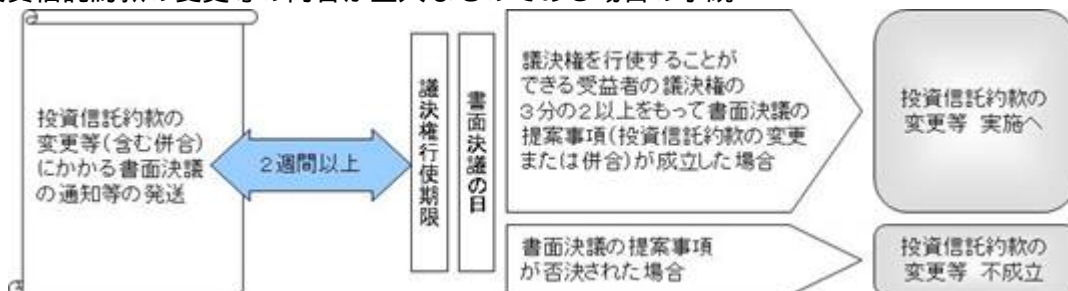 投資信託約款の
変更等(含む併合)
にかかる書面決議
の通知等の発送
2週間以上
議決権行使期限
書面決議の日
議決権を行使することが
できる受益者の議決権の
3分の2以上をもって書面決議の
提案事項(投資信託約款の変更
または併合)が成立した場合
投資信託約款の
変更等 実施へ
書面決議の提案事項
が否決された場合
投資信託約款の
変更等 不成立